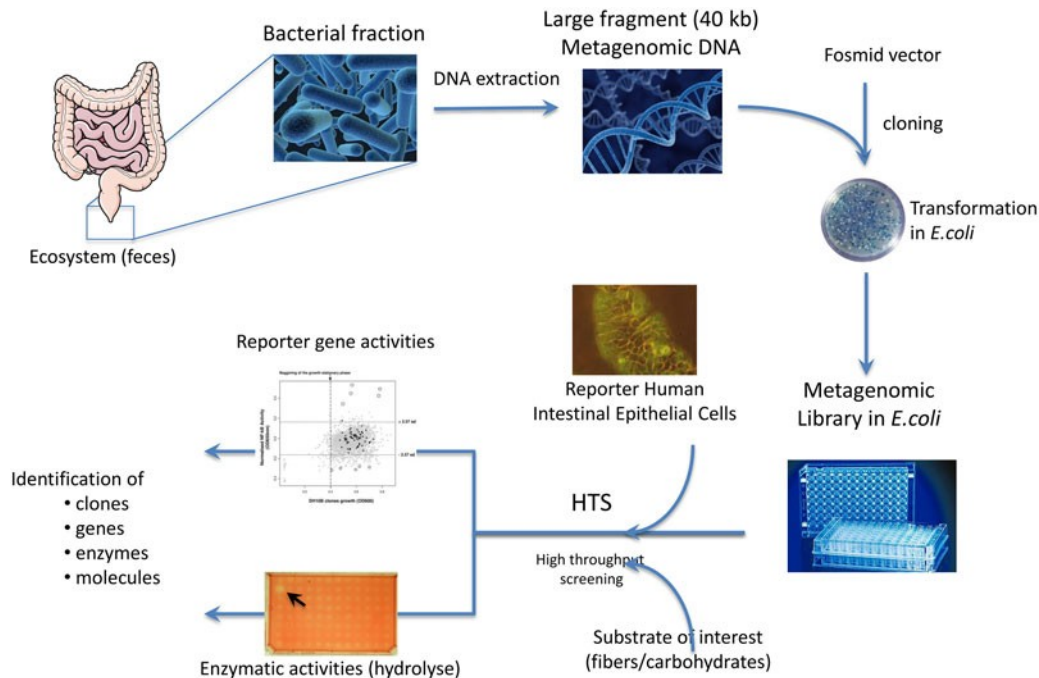 Bacterial fraction
Large fragment (40 kb)
Metagenomic DNA
Fosmid vector
DNA extraction
cloning
Ecosystem (feces)
Transformation
in E.coli
Reporter gene activities
Reporter Human
Intestinal Epithelial Cells
Metagenomic
Library in E.coli
Identification of
• clones
• genes
• enzymes
• molecules
HTS
High throughput
screening
Substrate of interest
(fibers/carbohydrates)
Enzymatic activities (hydrolyse)